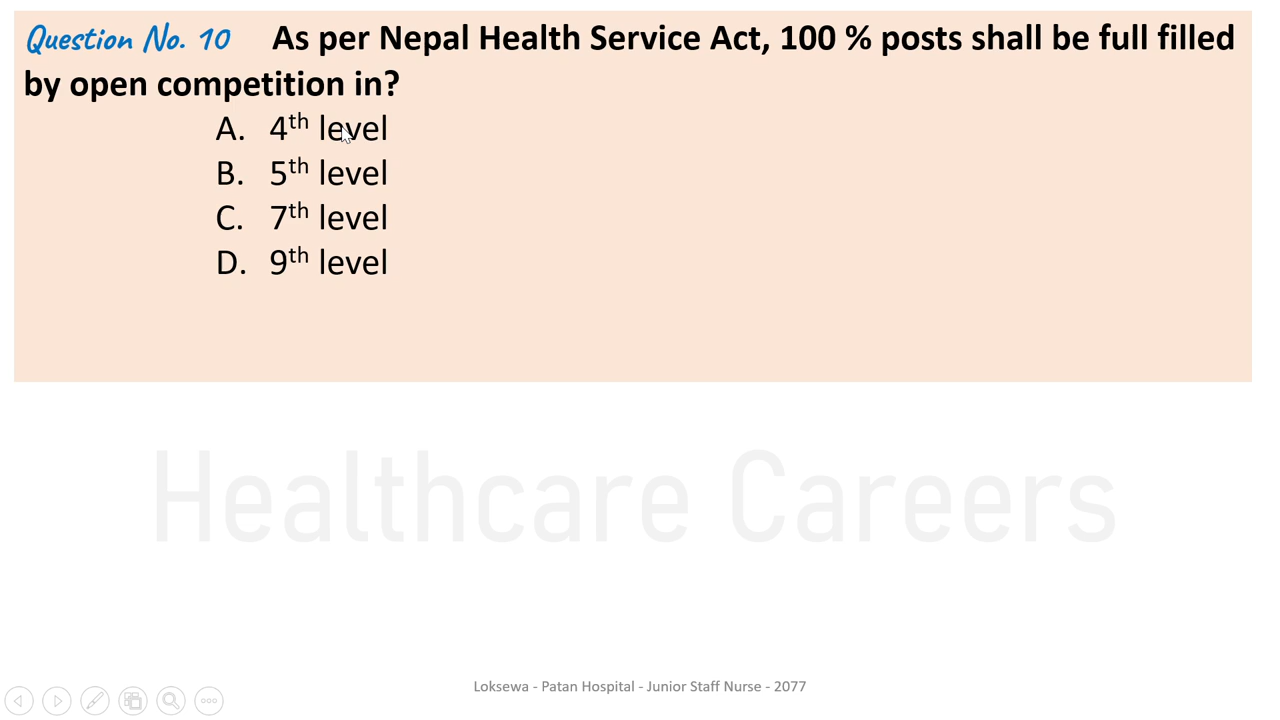 Question No. 10 As per Nepal Health Service Act, 100 % posts shall be full filled
by open competition in?
A. 4th level
B. 5th level
C. 7th level
D. 9th level
Healthcare Careers
Loksewa - Patan Hospital - Junior Staff Nurse - 2077